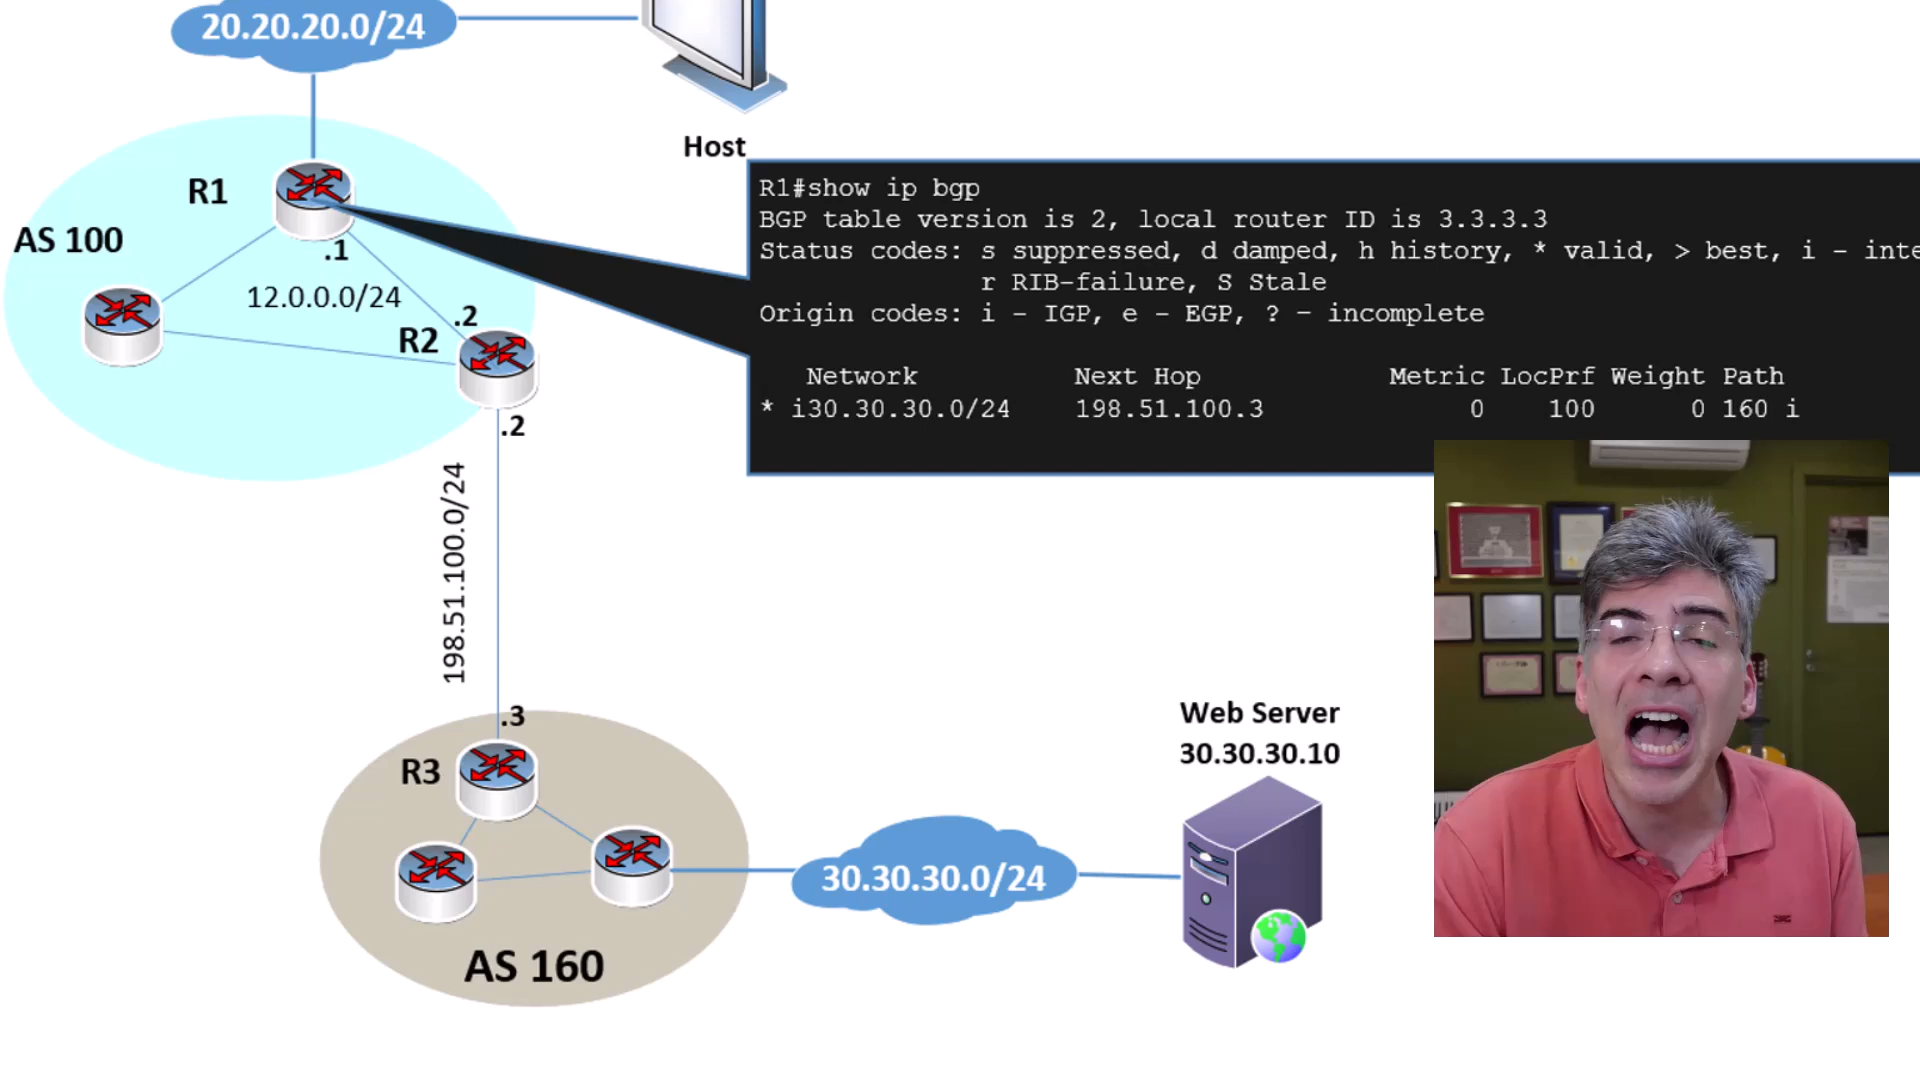 20.20.20.0/24
Host
R1
AS 100
.1
12.0.0.0/24
.2
R2
.2
198.51.100.0/24
.3
R3
AS 160
30.30.30.0/24
Web Server
30.30.30.10
R1#show ip bgp
BGP table version is 2, local router ID is 3.3.3.3
Status codes: s suppressed, d damped, h history, * valid, > best, i - inte
r RIB-failure, S Stale
Origin codes: i - IGP, e - EGP, ? - incomplete
Network Next Hop Metric LocPrf Weight Path
* i30.30.30.0/24 198.51.100.3 0 100 0 160 i